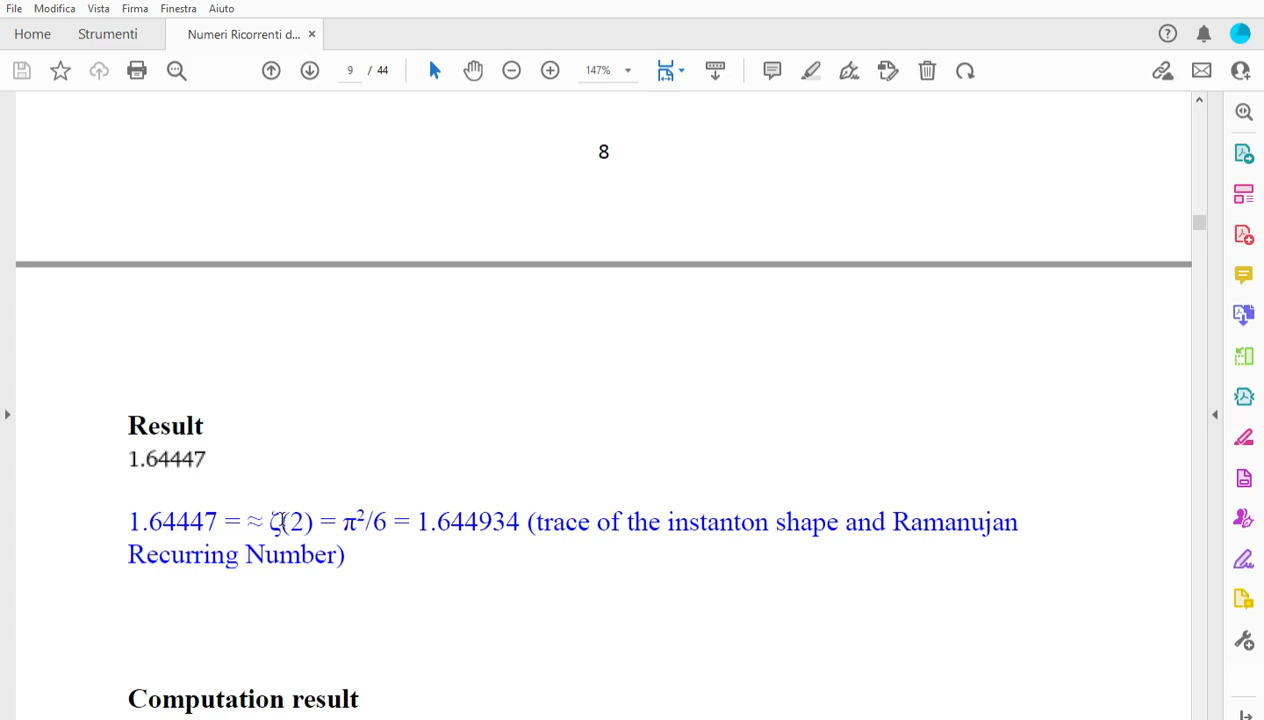 File Modifica Vista Firma Finestra Aiuto
Home Strumenti Numeri Ricorrenti d... ×
9 / 44 147%
8
Result
1.64447
1.64447 = ≈ ζ(2) = π²/6 = 1.644934 (trace of the instanton shape and Ramanujan
Recurring Number)
Computation result